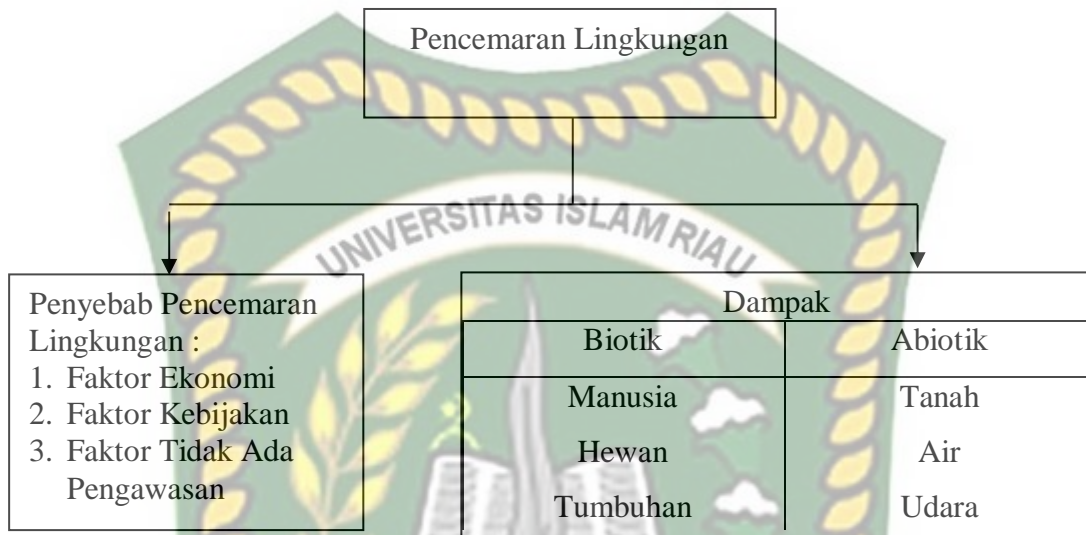 Pencemaran Lingkungan
UNIVERSITAS ISLAM RIAU
Penyebab Pencemaran
Lingkungan :
1. Faktor Ekonomi
2. Faktor Kebijakan
3. Faktor Tidak Ada
Pengawasan
Dampak
Biotik Abiotik
Manusia Tanah
Hewan Air
Tumbuhan Udara